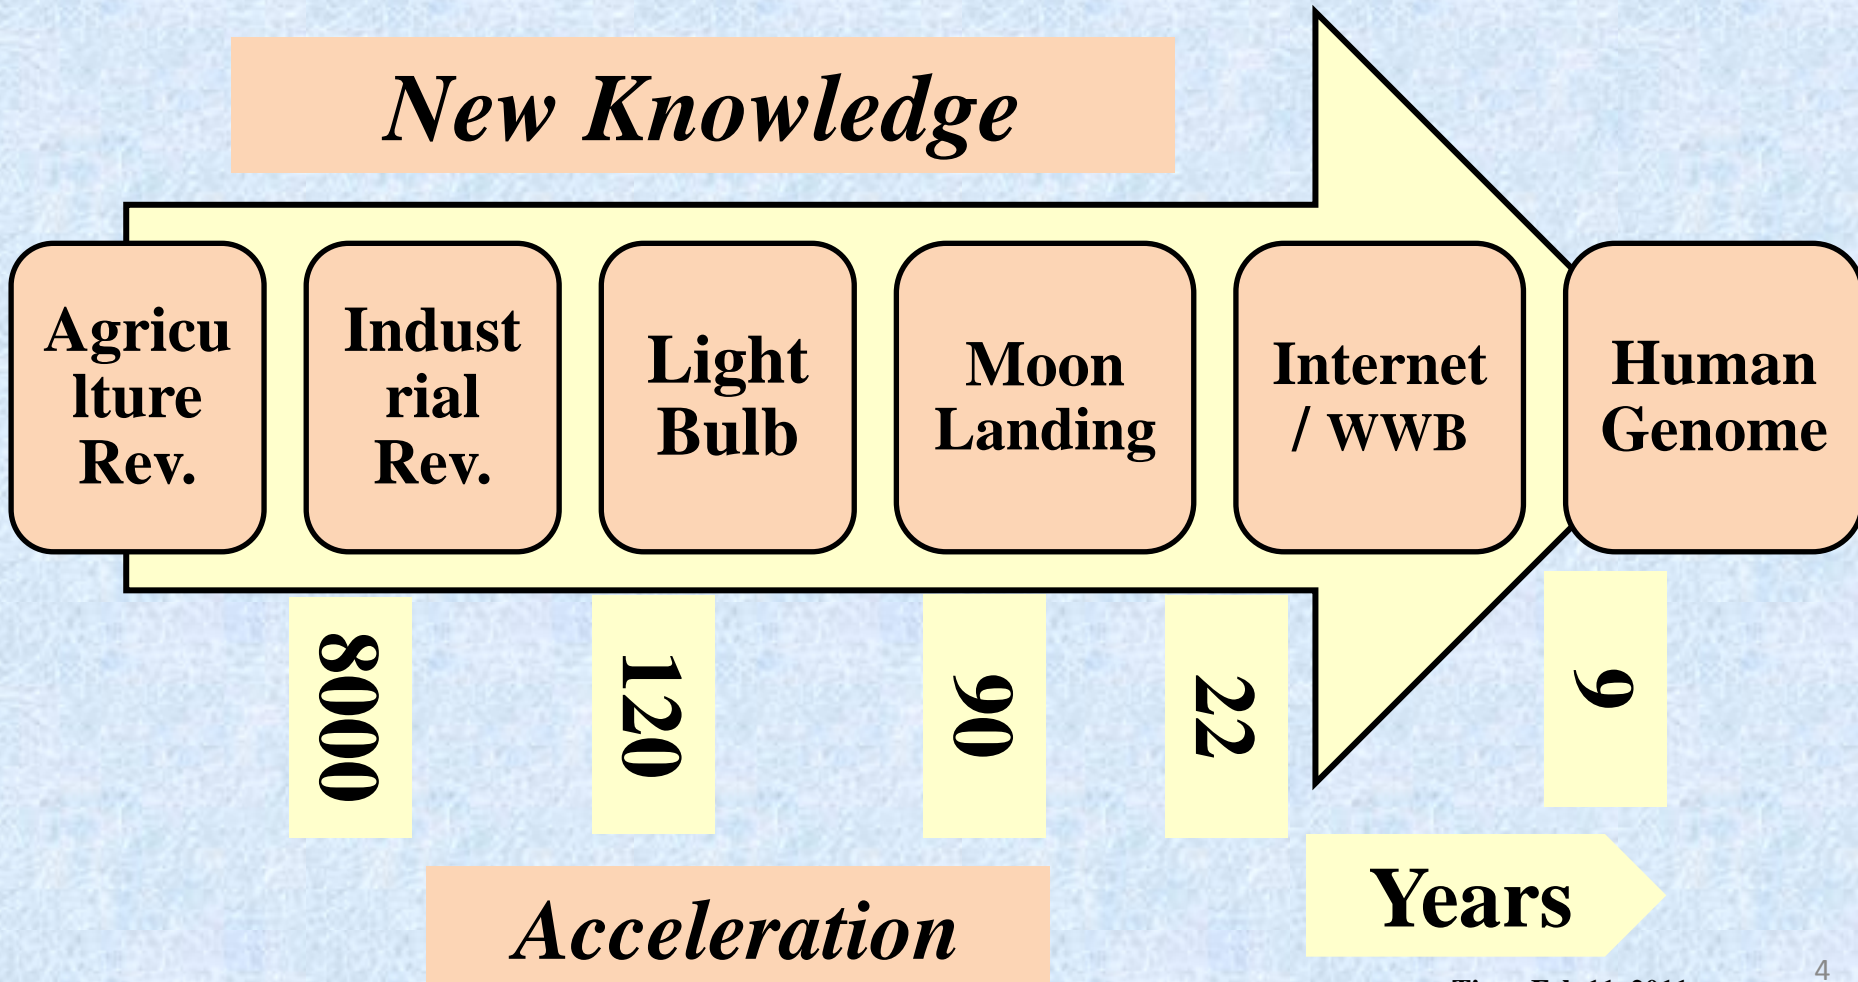 New Knowledge
Agricu
lture
Rev.
Indust
rial
Rev.
Light
Bulb
Moon
Landing
Internet
/ WWB
Human
Genome
8000
120
90
22
9
Years
Acceleration
4